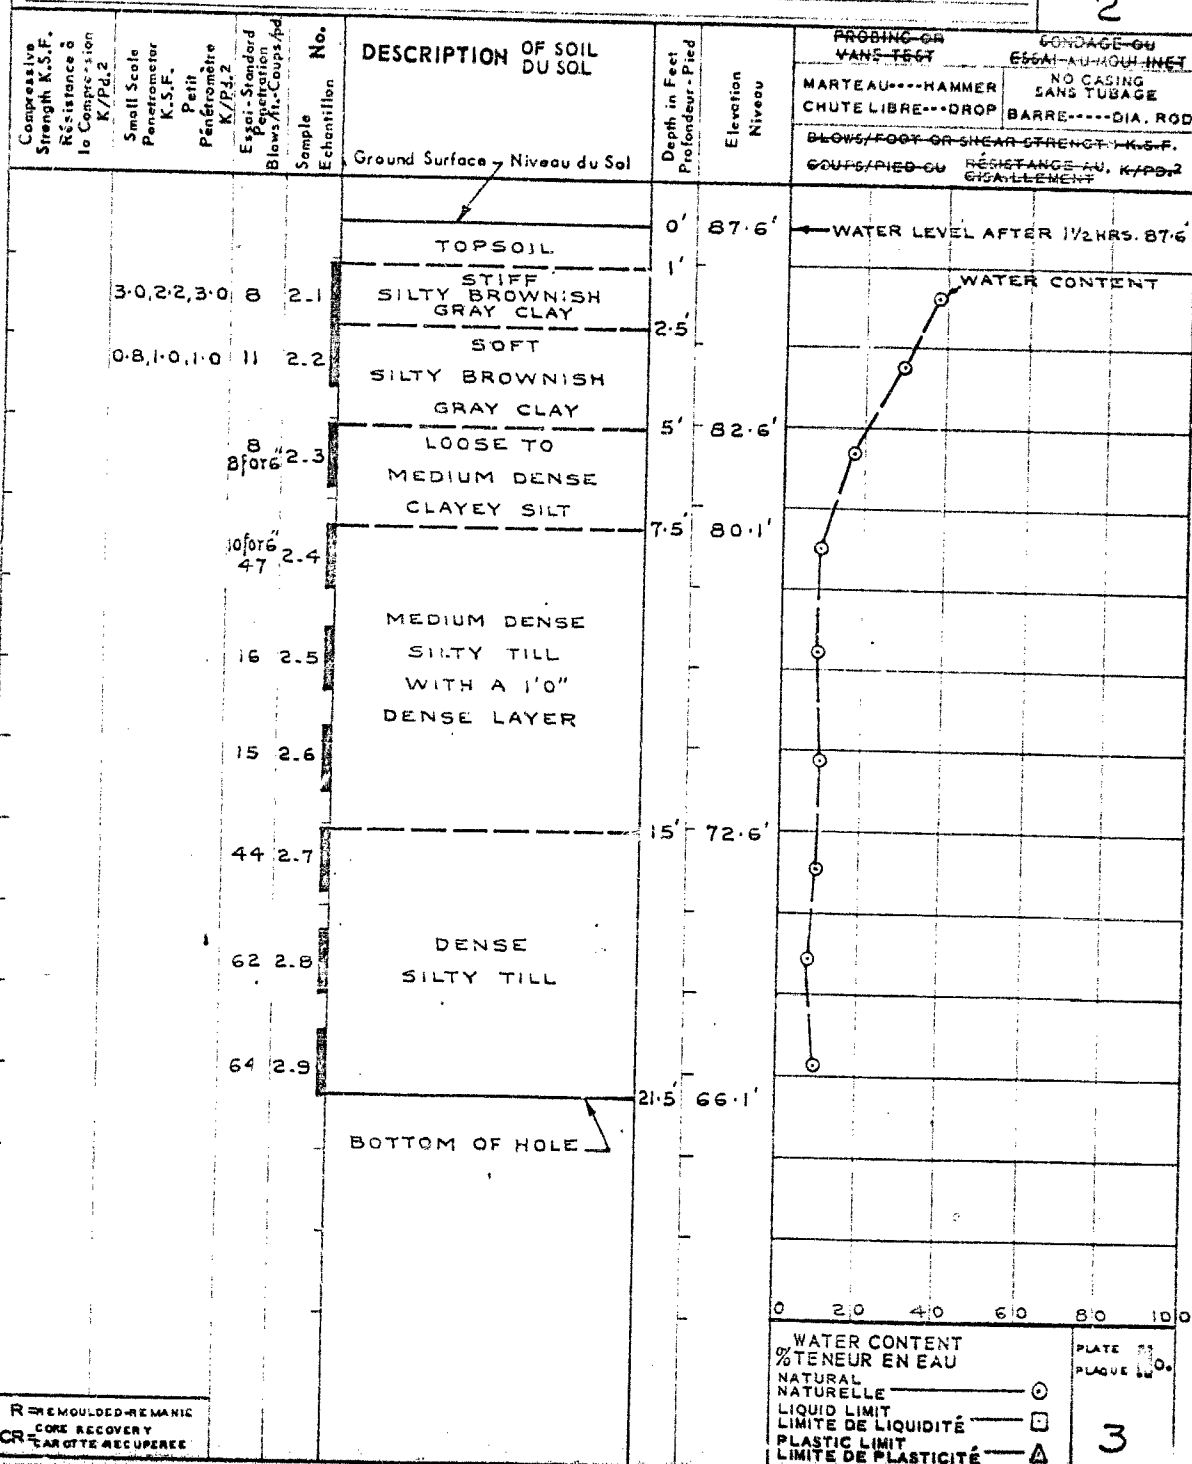 2
Compressive
Strength K.S.F.
Résistance à
la Compression
K/Pd.2
Small Scale
Penetrometer
K.S.F.
Petit
Pénétromètre
K/Pd.2
Essai-Standard
Penetration
Blows/ft.-Coups/pd.
Sample No.
Echantillon
DESCRIPTION OF SOIL
DU SOL
Ground Surface - Niveau du Sol
Depth in Feet
Profondeur-Pied
Elevation
Niveau
PROBING OR
VANE TEST
SONDAGE OU
ESSAI-AU-MOULINET
MARTEAU----HAMMER
CHUTE LIBRE---DROP
NO CASING
SANS TUBAGE
BARRE-----DIA. ROD
BLOWS/FOOT OR SHEAR STRENGTH K.S.F.
COUPS/PIED OU RÉSISTANCE AU. K/PD.2
CISAILLEMENT
0' 87.6' WATER LEVEL AFTER 1 1/2 HRS. 87.6'
TOPSOIL
1'
WATER CONTENT
3.0,2.2,3.0 8 2.1
STIFF
SILTY BROWNISH
GRAY CLAY
2.5'
0.8,1.0,1.0 11 2.2
SOFT
SILTY BROWNISH
GRAY CLAY
5' 82.6'
8
8for6" 2.3
LOOSE TO
MEDIUM DENSE
CLAYEY SILT
7.5' 80.1'
10for6"
47 2.4
MEDIUM DENSE
SILTY TILL
WITH A 1'0"
DENSE LAYER
16 2.5
15 2.6
15' 72.6'
44 2.7
DENSE
SILTY TILL
62 2.8
64 2.9
21.5' 66.1'
BOTTOM OF HOLE
0 20 40 60 80 100
% WATER CONTENT
% TENEUR EN EAU
NATURAL
NATURELLE
LIQUID LIMIT
LIMITE DE LIQUIDITÉ
PLASTIC LIMIT
LIMITE DE PLASTICITÉ
PLATE
PLAQUE
3
R=REMOULDED-REMANIE
CR=CORE RECOVERY
CAROTTE RECUPEREE